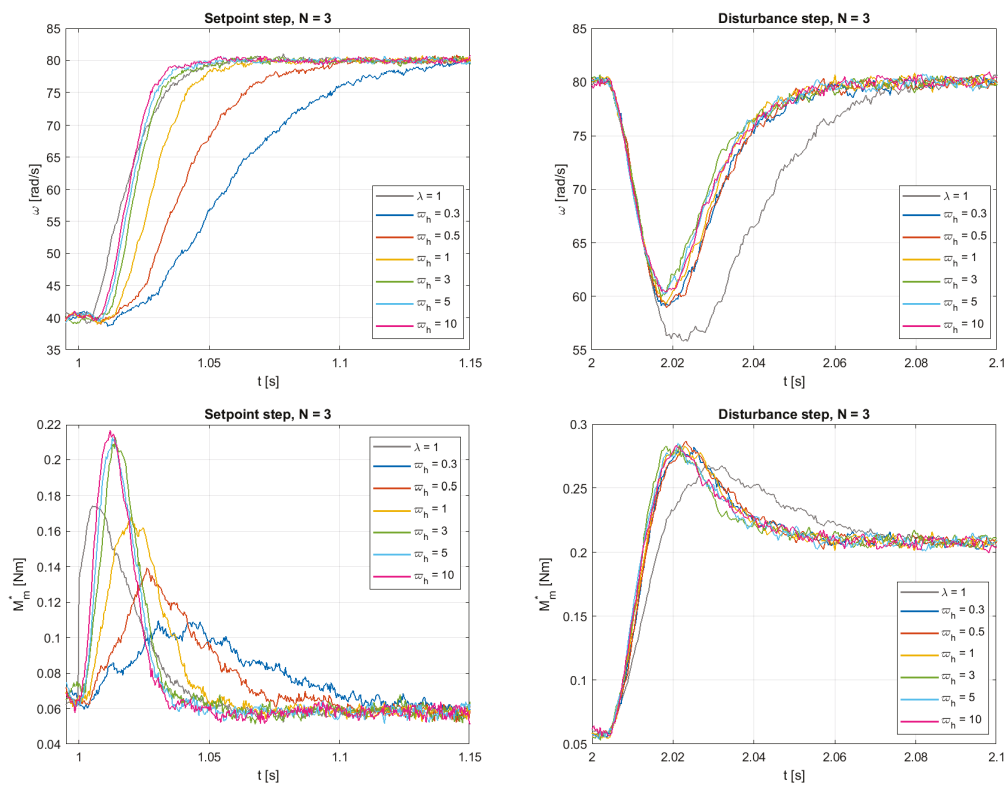 Setpoint step, N = 3
85
80
75
70
65
60
55
50
45
40
35
ω [rad/s]
1
1.05
1.1
1.15
t [s]
λ = 1
ϖh = 0.3
ϖh = 0.5
ϖh = 1
ϖh = 3
ϖh = 5
ϖh = 10
Disturbance step, N = 3
85
80
75
70
65
60
55
ω [rad/s]
2
2.02
2.04
2.06
2.08
2.1
t [s]
λ = 1
ϖh = 0.3
ϖh = 0.5
ϖh = 1
ϖh = 3
ϖh = 5
ϖh = 10
Setpoint step, N = 3
0.22
0.2
0.18
0.16
0.14
0.12
0.1
0.08
0.06
0.04
M*m [Nm]
1
1.05
1.1
1.15
t [s]
λ = 1
ϖh = 0.3
ϖh = 0.5
ϖh = 1
ϖh = 3
ϖh = 5
ϖh = 10
Disturbance step, N = 3
0.3
0.25
0.2
0.15
0.1
0.05
M*m [Nm]
2
2.02
2.04
2.06
2.08
2.1
t [s]
λ = 1
ϖh = 0.3
ϖh = 0.5
ϖh = 1
ϖh = 3
ϖh = 5
ϖh = 10